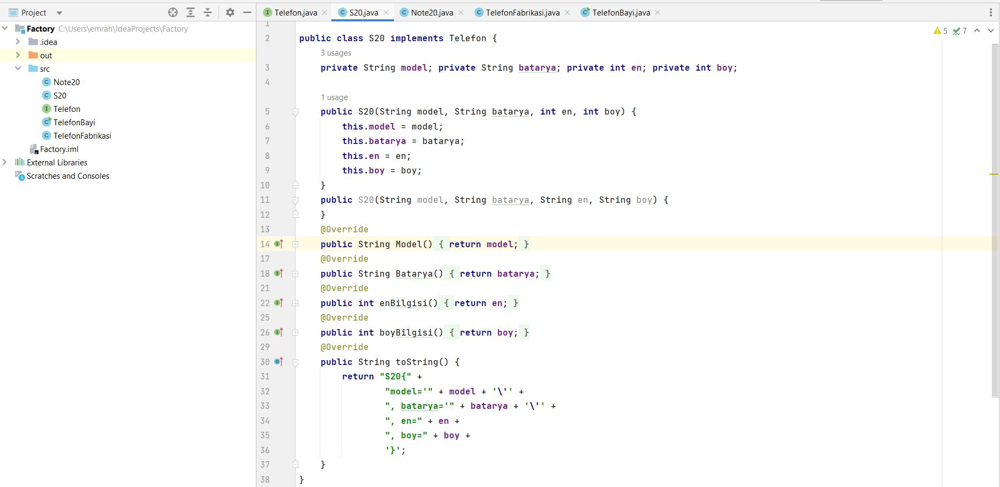 Project
Telefon.java
S20.java
Note20.java
TelefonFabrikasi.java
TelefonBayi.java
Factory C:\Users\emrah\IdeaProjects\Factory
.idea
out
src
Note20
S20
Telefon
TelefonBayi
TelefonFabrikasi
Factory.iml
External Libraries
Scratches and Consoles
5 7
1
2 public class S20 implements Telefon {
3 usages
3 private String model; private String batarya; private int en; private int boy;
4
1 usage
5 public S20(String model, String batarya, int en, int boy) {
6 this.model = model;
7 this.batarya = batarya;
8 this.en = en;
9 this.boy = boy;
10 }
11 public S20(String model, String batarya, String en, String boy) {
12 }
13 @Override
14 public String Model() { return model; }
17 @Override
18 public String Batarya() { return batarya; }
21 @Override
22 public int enBilgisi() { return en; }
25 @Override
26 public int boyBilgisi() { return boy; }
29 @Override
30 public String toString() {
31 return "S20{" +
32 "model='" + model + '\'' +
33 ", batarya='" + batarya + '\'' +
34 ", en=" + en +
35 ", boy=" + boy +
36 '}';
37 }
38 }